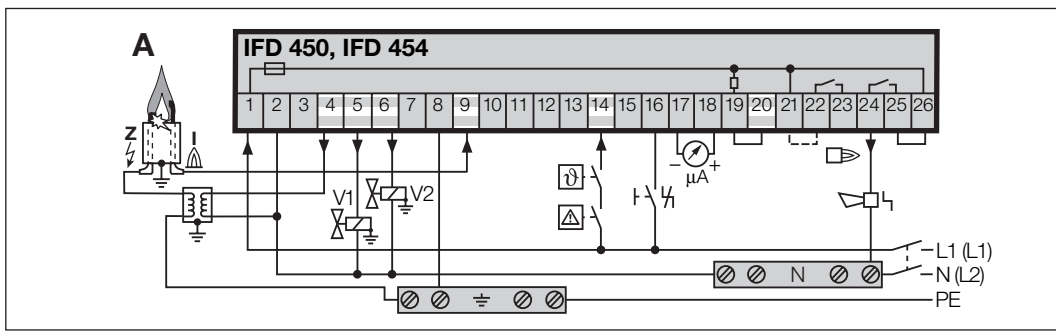 A
IFD 450, IFD 454
1 2 3 4 5 6 7 8 9 10 11 12 13 14 15 16 17 18 19 20 21 22 23 24 25 26
Z
I
V1
V2
ϑ
- +
µA
L1 (L1)
N
N (L2)
PE